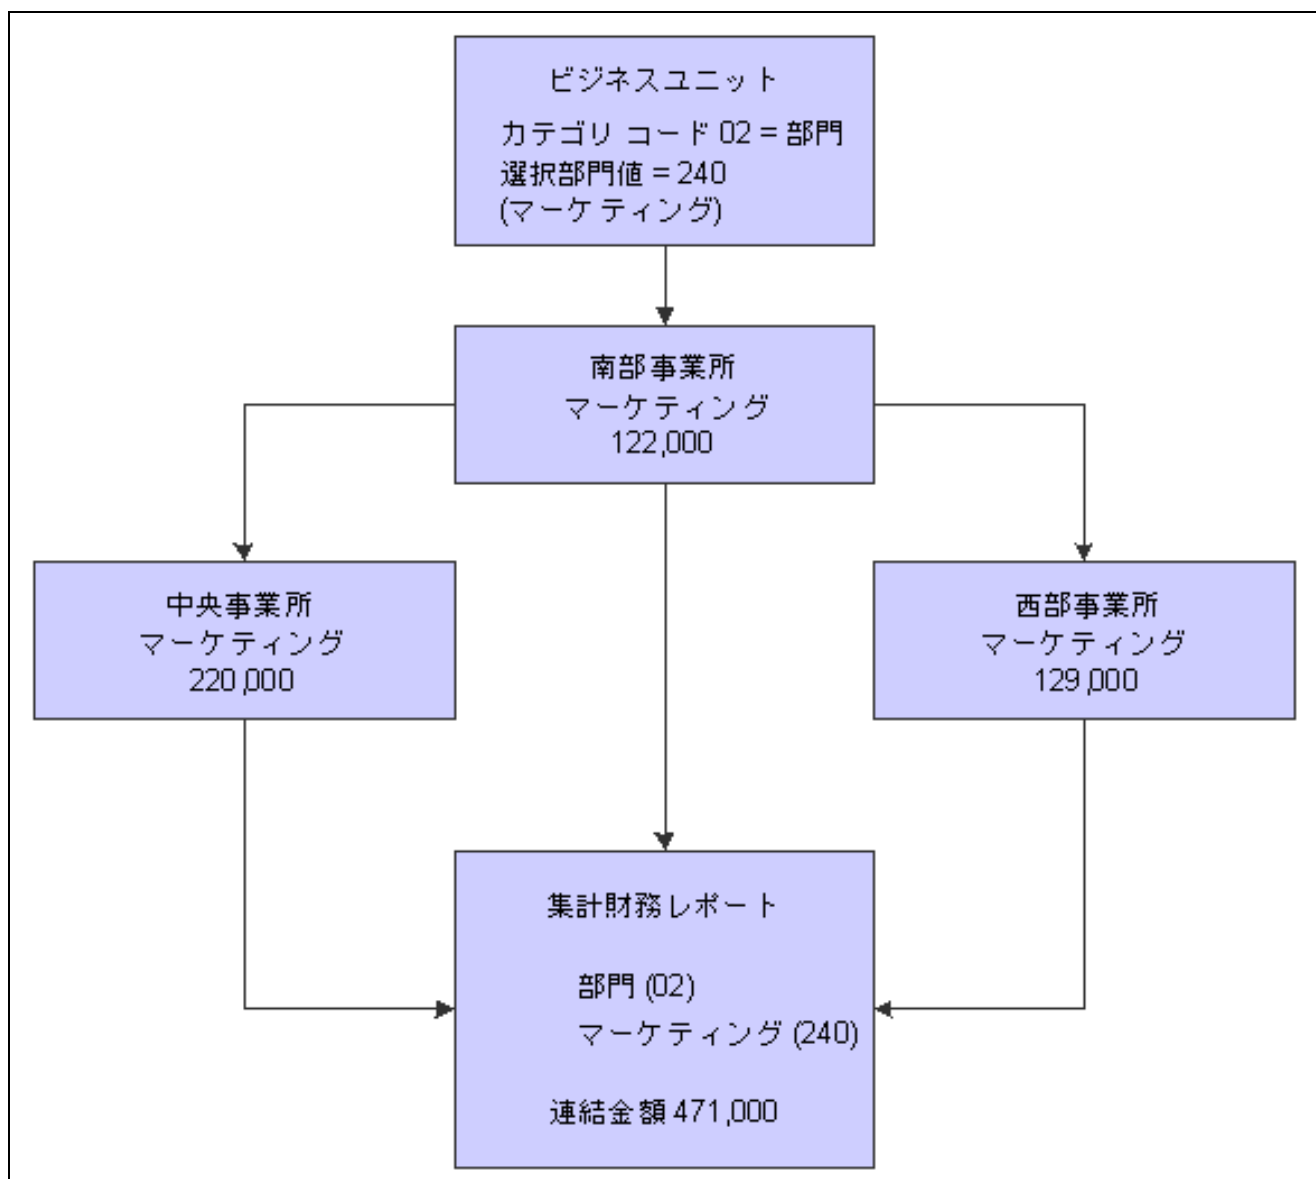 ビジネスユニット
カテゴリ コード 02 = 部門
選択部門値 = 240
(マーケティング)
南部事業所
マーケティング
122,000
中央事業所
マーケティング
220,000
西部事業所
マーケティング
129,000
集計財務レポート
部門 (02)
マーケティング (240)
連結金額 471,000